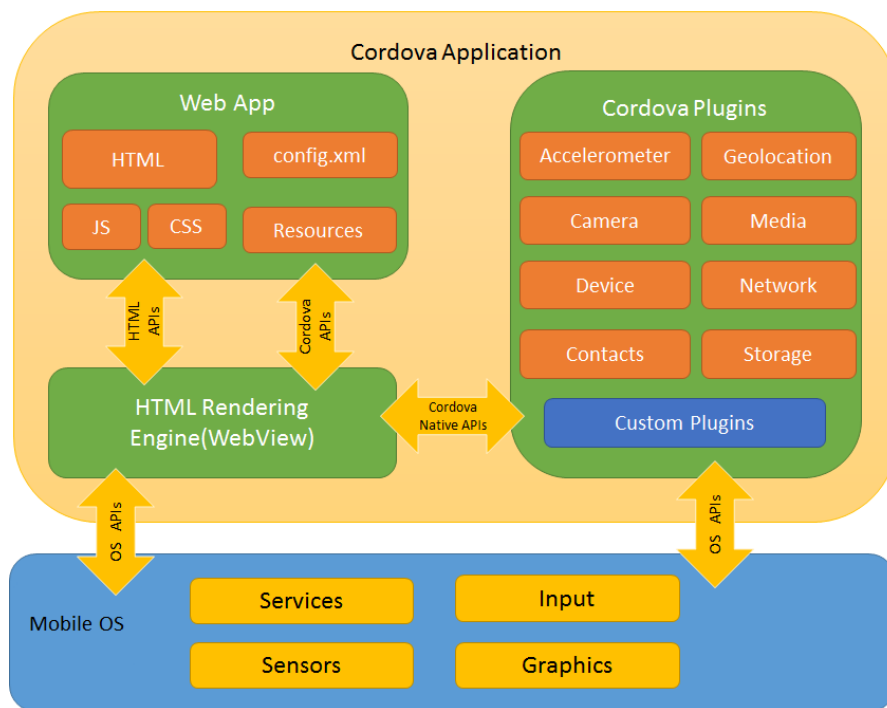 Cordova Application
Web App
HTML
config.xml
JS
CSS
Resources
HTML
APIs
Cordova
APIs
HTML Rendering
Engine(WebView)
Cordova
Native APIs
Cordova Plugins
Accelerometer
Geolocation
Camera
Media
Device
Network
Contacts
Storage
Custom Plugins
OS APIs
OS APIs
Mobile OS
Services
Input
Sensors
Graphics